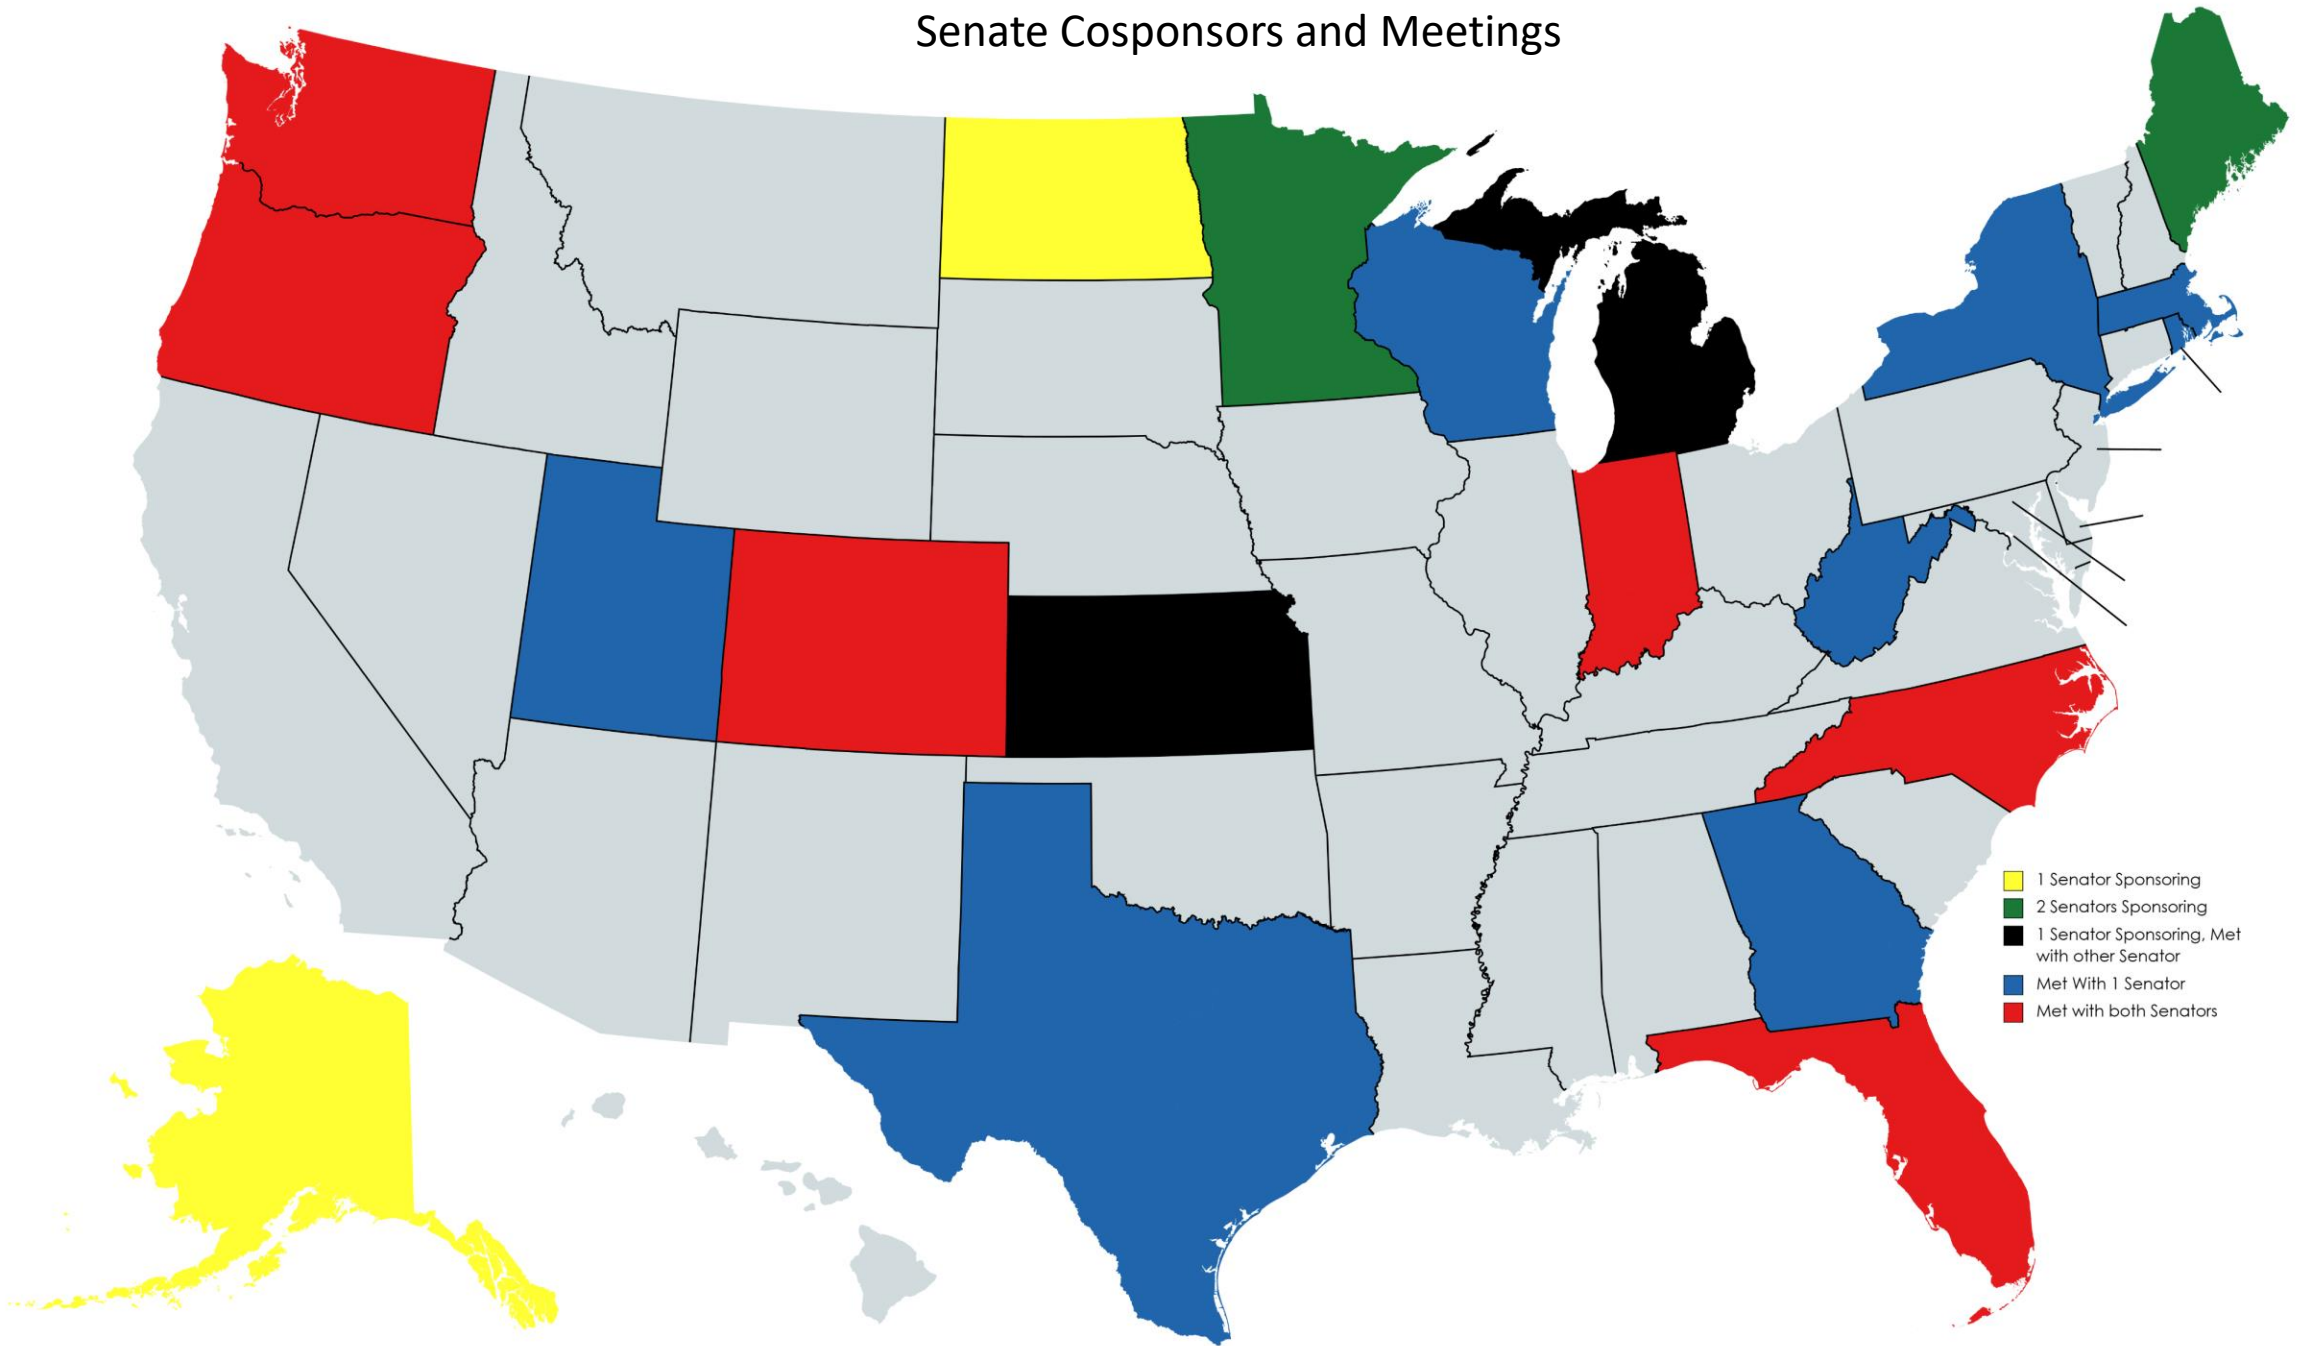 Senate Cosponsors and Meetings
1 Senator Sponsoring
2 Senators Sponsoring
1 Senator Sponsoring, Met
with other Senator
Met With 1 Senator
Met with both Senators